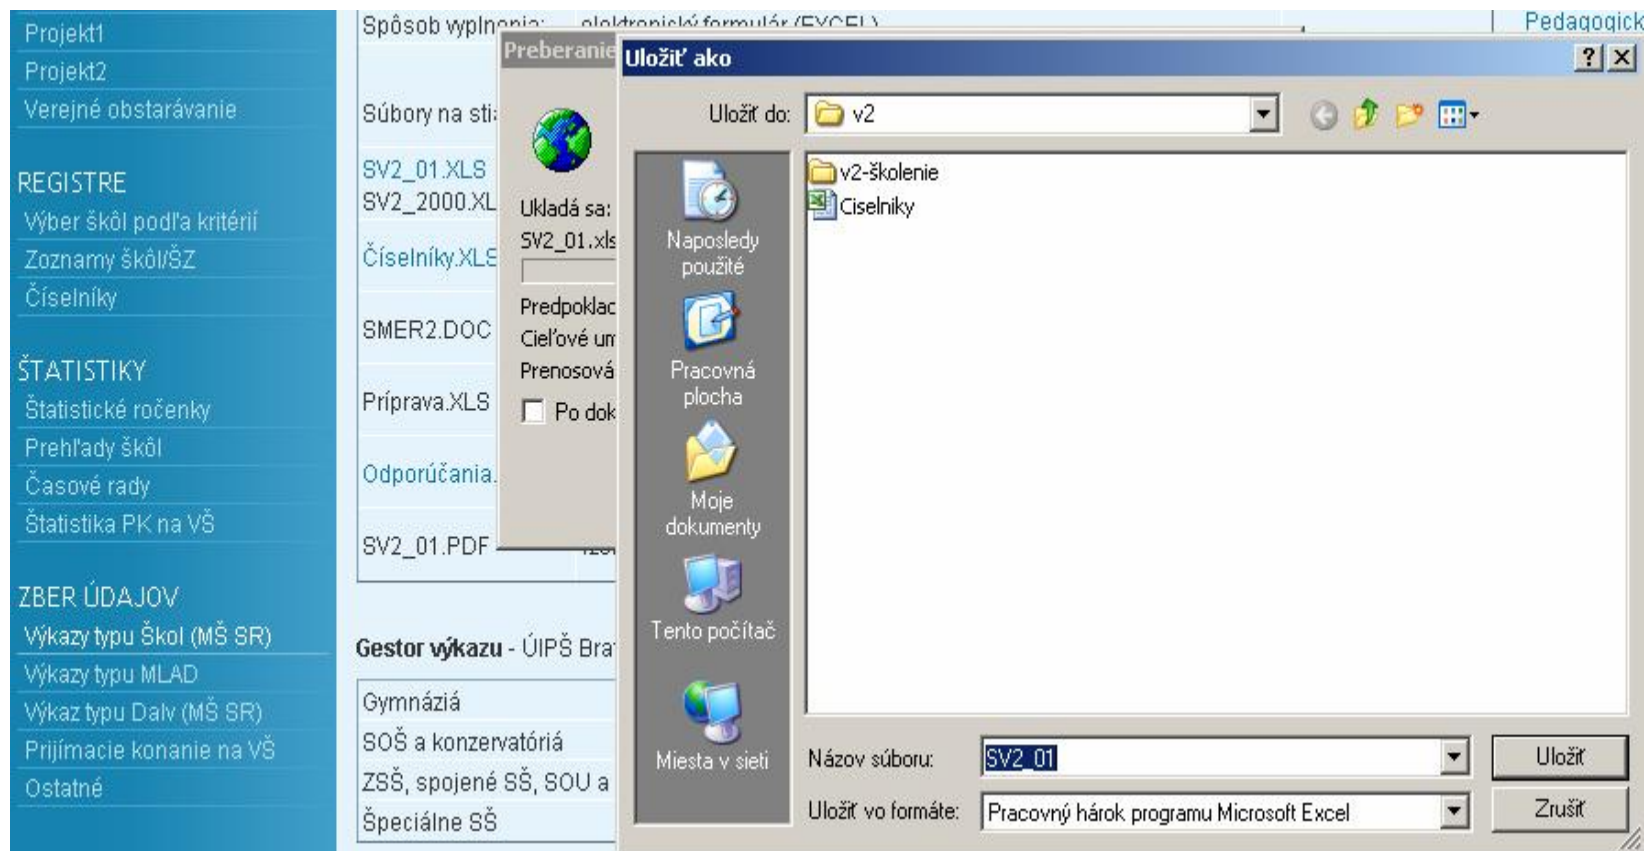 Projekt1
Projekt2
Verejné obstarávanie
REGISTRE
Výber škôl podľa kritérií
Zoznamy škôl/ŠZ
Číselníky
ŠTATISTIKY
Štatistické ročenky
Prehľady škôl
Časové rady
Štatistika PK na VŠ
ZBER ÚDAJOV
Výkazy typu Škol (MŠ SR)
Výkazy typu MLAD
Výkaz typu Dalv (MŠ SR)
Prijímacie konanie na VŠ
Ostatné
Spôsob vyplnenia: elektronický formulár (EXCEL)
Súbory na sti
SV2_01.XLS
SV2_2000.XL
Číselníky.XLS
SMER2.DOC
Príprava.XLS
Odporúčania.
SV2_01.PDF
Gestor výkazu - ÚIPŠ Bra
Gymnáziá
SOŠ a konzervatóriá
ZSŠ, spojené SŠ, SOU a
Špeciálne SŠ
Pedagogick
Preberanie
Ukladá sa:
SV2_01.xls
Predpoklad
Cieľové um
Prenosová
Po dok
Uložiť ako
Uložiť do: v2
Naposledy
použité
Pracovná
plocha
Moje
dokumenty
Tento počítač
Miesta v sieti
v2-školenie
Ciselniky
Názov súboru: SV2_01 Uložiť
Uložiť vo formáte: Pracovný hárok programu Microsoft Excel Zrušiť